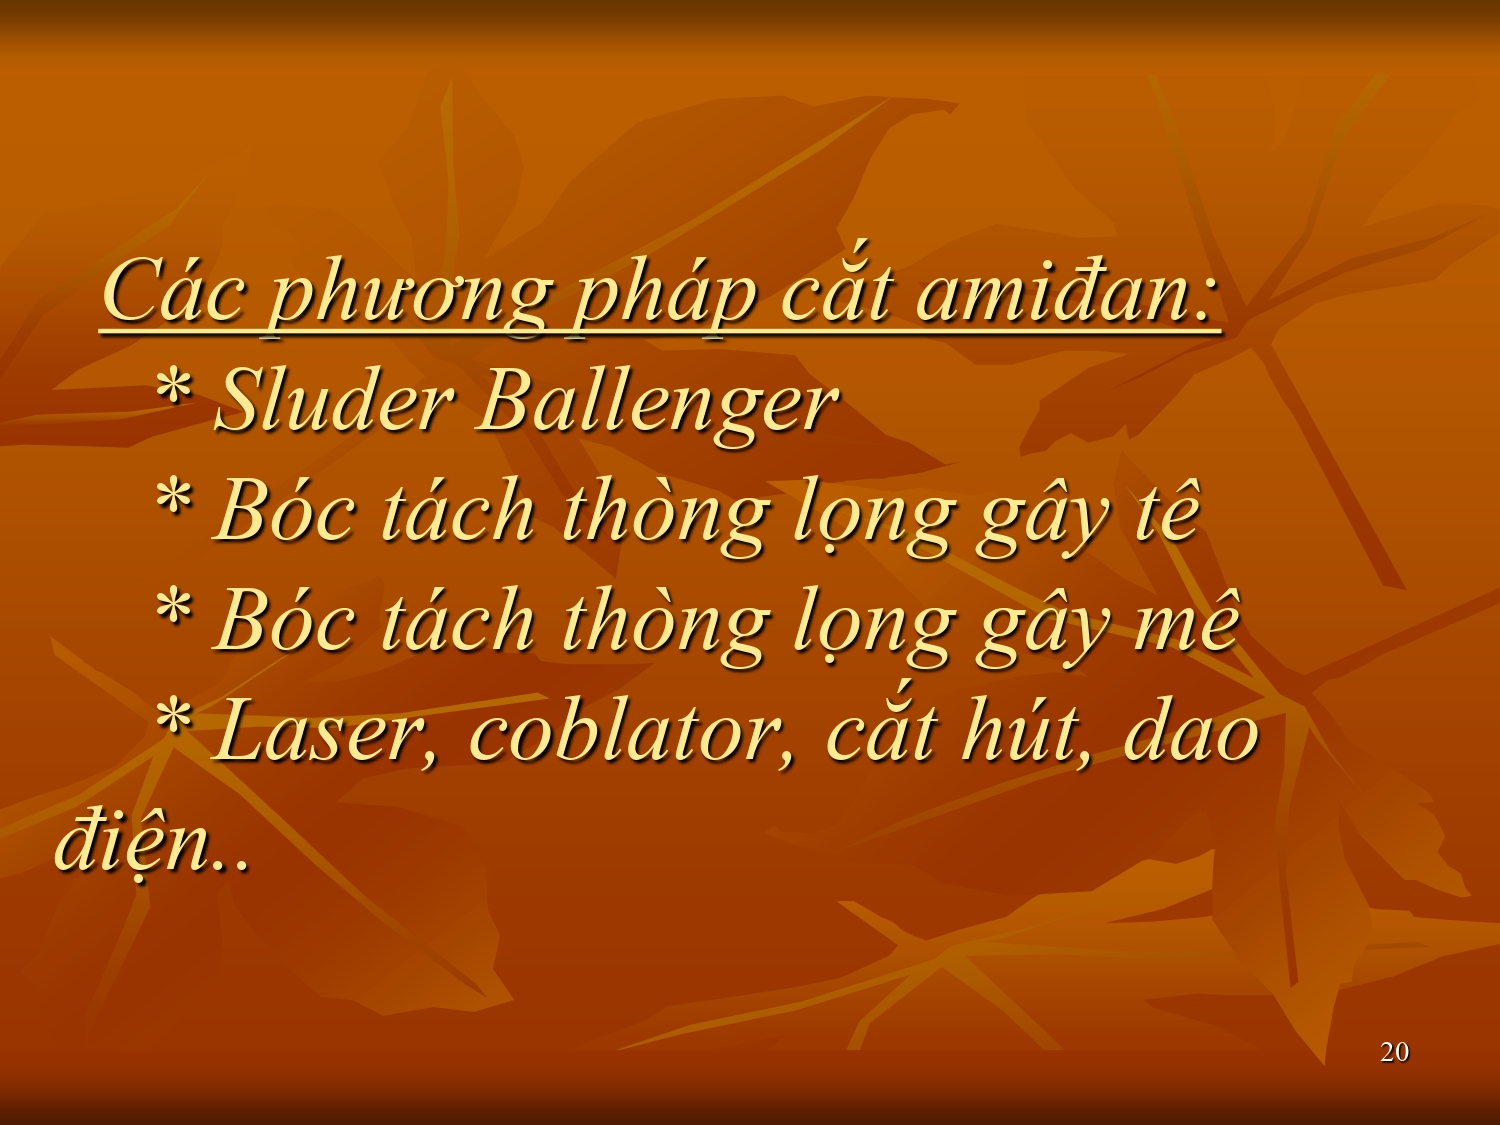 Các phương pháp cắt amiđan:
* Sluder Ballenger
* Bóc tách thòng lọng gây tê
* Bóc tách thòng lọng gây mê
* Laser, coblator, cắt hút, dao
điện..
20